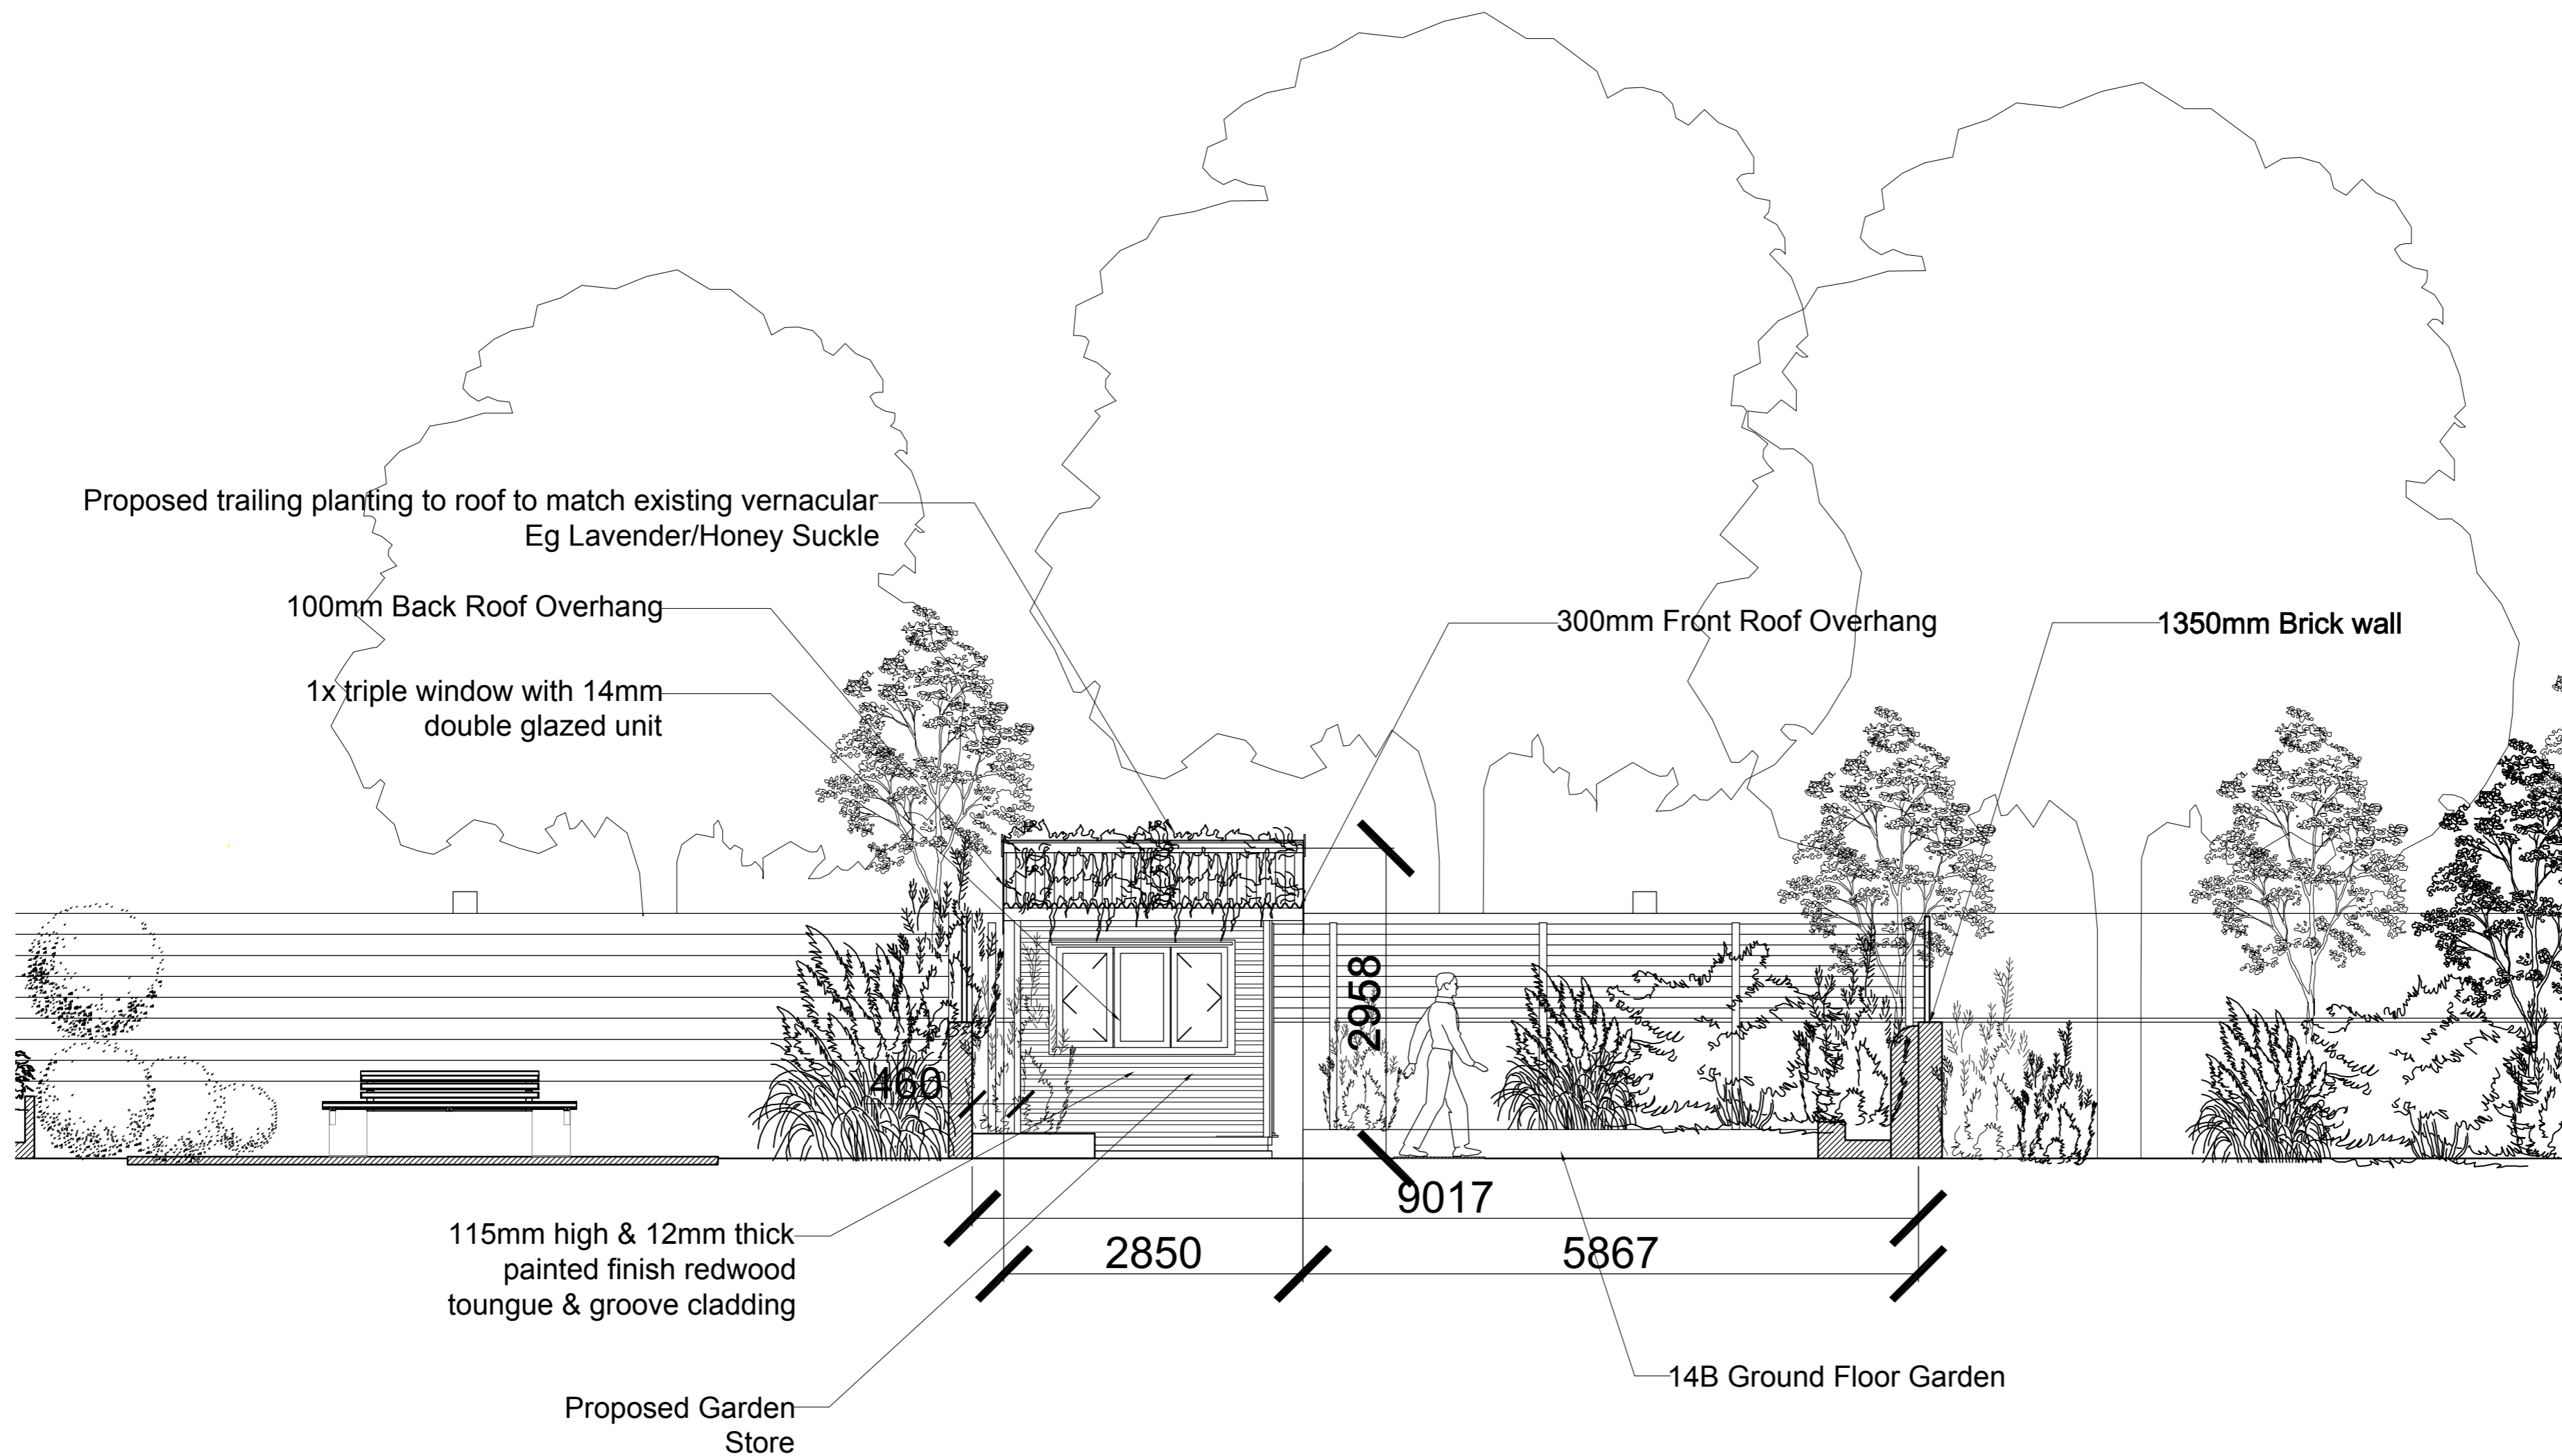 Proposed trailing planting to roof to match existing vernacular
Eg Lavender/Honey Suckle
100mm Back Roof Overhang
300mm Front Roof Overhang
1350mm Brick wall
1x triple window with 14mm
double glazed unit
2958
460
9017
2850
5867
115mm high & 12mm thick
painted finish redwood
toungue & groove cladding
14B Ground Floor Garden
Proposed Garden
Store